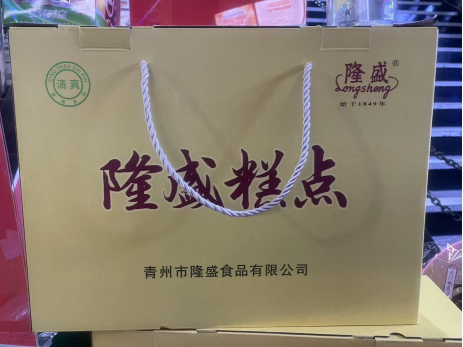 清真
隆盛®
Longsheng
始于1849年
隆盛糕点
青州市隆盛食品有限公司